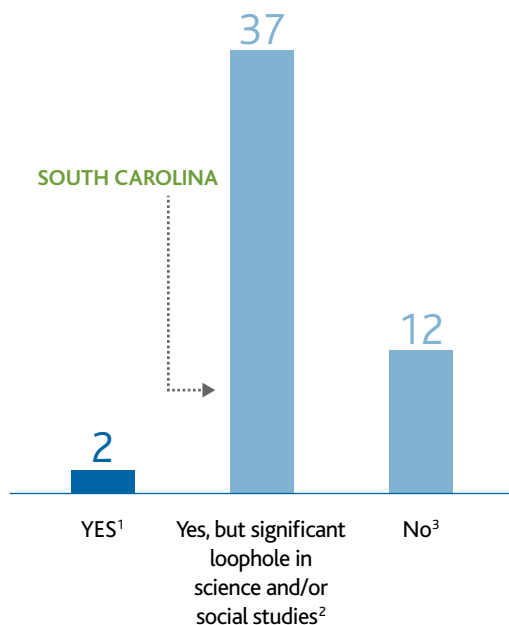 37
SOUTH CAROLINA
12
2
YES¹
Yes, but significant
loophole in
science and/or
social studies²
No³